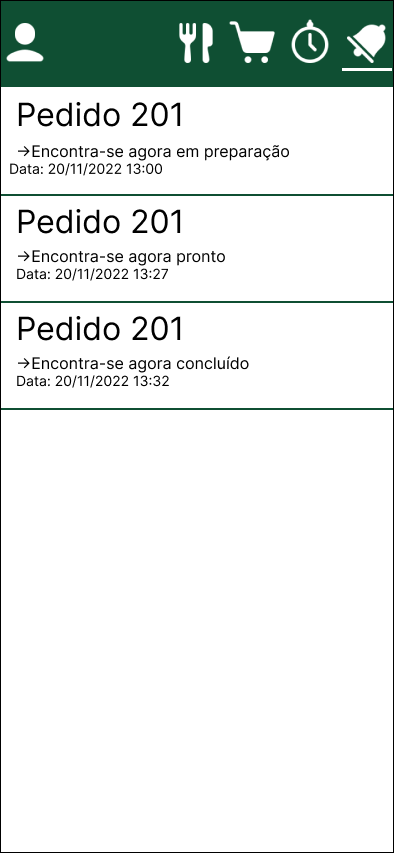 Pedido 201
→Encontra-se agora em preparação
Data: 20/11/2022 13:00
Pedido 201
→Encontra-se agora pronto
Data: 20/11/2022 13:27
Pedido 201
→Encontra-se agora concluído
Data: 20/11/2022 13:32